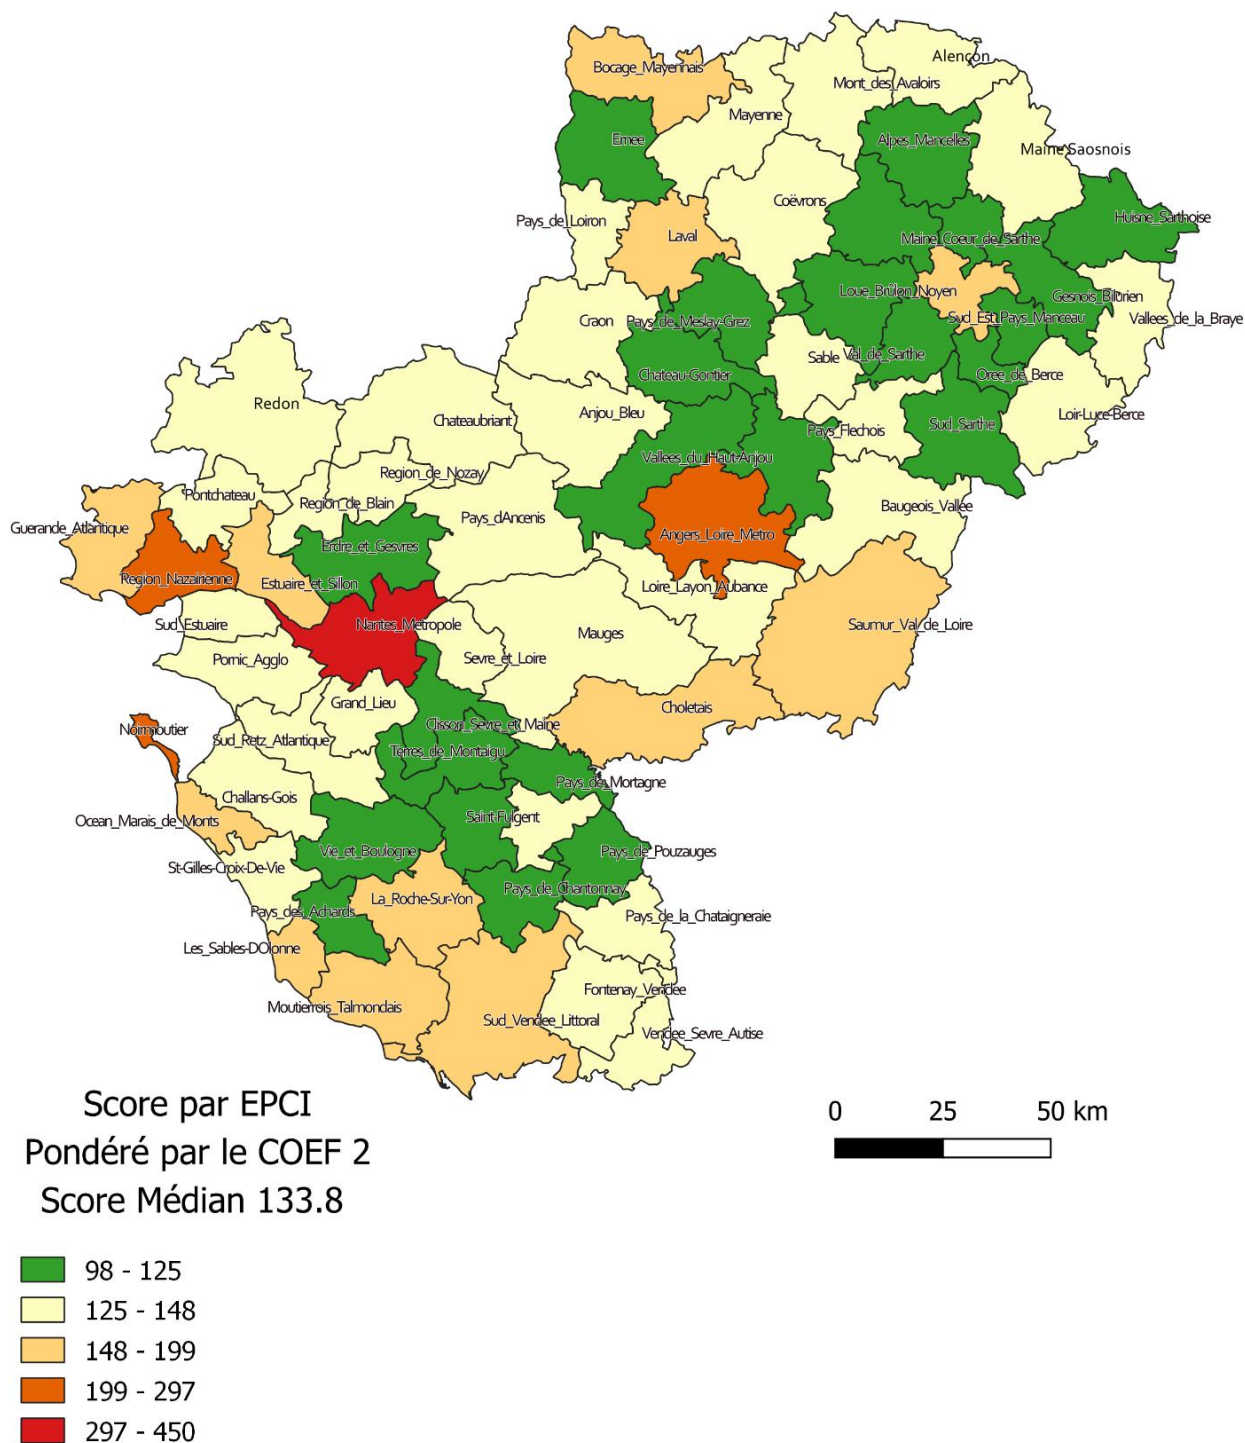 Bocage_Mayennais
Alençon
Mont_des_Avaloirs
Mayenne
Ernee
Alpes_Mancelles
Maine Saosnois
Coëvrons
Pays_de_Loiron
Huisne_Sarthoise
Laval
Maine_Coeur_de_Sarthe
Loue_Brûlon_Noyen
Gesnois_Bilurien
Craon
Pays_de_Meslay-Grez
Sud_Est_Pays_Manceau
Vallees_de_la_Braye
Sable
Val_de_Sarthe
Chateau-Gontier
Oree_de_Berce
Redon
Anjou_Bleu
Loir-Luce-Berce
Chateaubriant
Sud_Sarthe
Pays_Flechois
Vallees_du_Haut-Anjou
Region_de_Nozay
Pontchateau
Region_de_Blain
Baugeois_Vallée
Pays_dAncenis
Guerande_Atlantique
Angers_Loire_Metro
Erdre_et_Gesvres
Region_Nazairienne
Estuaire_et_Sillon
Loire_Layon_Aubance
Sud_Estuaire
Nantes_Metropole
Mauges
Saumur_Val_de_Loire
Pornic_Agglo
Sevre_et_Loire
Grand_Lieu
Choletais
Noirmoutier
Clisson_Sevre_et_Maine
Sud_Retz_Atlantique
Terres_de_Montaigu
Pays_de_Mortagne
Challans-Gois
Ocean_Marais_de_Monts
Saint-Fulgent
Vie_et_Boulogne
Pays_de_Pouzauges
St-Gilles-Croix-De-Vie
Pays_de_Chantonnay
La_Roche-Sur-Yon
Pays_des_Achards
Pays_de_la_Chataigneraie
Les_Sables-DOlonne
Fontenay_Vendee
Moutierrois_Talmondais
Sud_Vendee_Littoral
Vendee_Sevre_Autise
Score par EPCI
Pondéré par le COEF 2
Score Médian 133.8
0 25 50 km
98 - 125
125 - 148
148 - 199
199 - 297
297 - 450